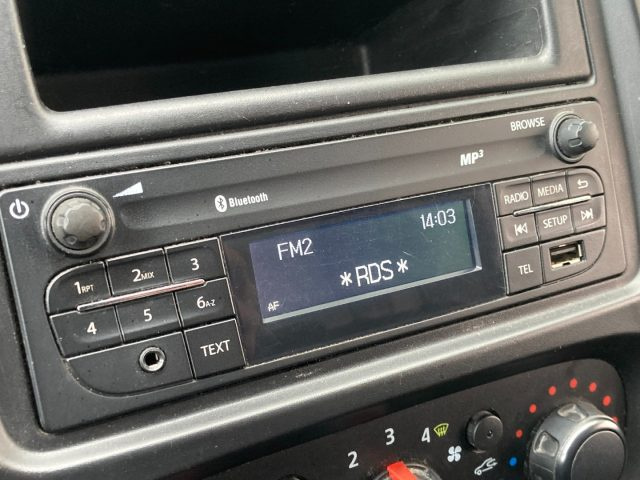 BROWSE
MP3
Bluetooth
RADIO MEDIA
SETUP
TEL
14:03
FM2
*RDS*
AF
1RPT 2MIX 3
4 5 6A-Z
TEXT
2 3 4